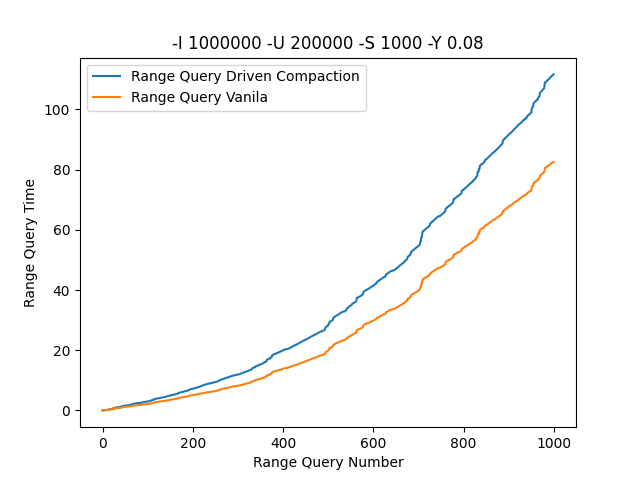 -I 1000000 -U 200000 -S 1000 -Y 0.08
Range Query Driven Compaction
Range Query Vanila
Range Query Time
100
80
60
40
20
0
0 200 400 600 800 1000
Range Query Number